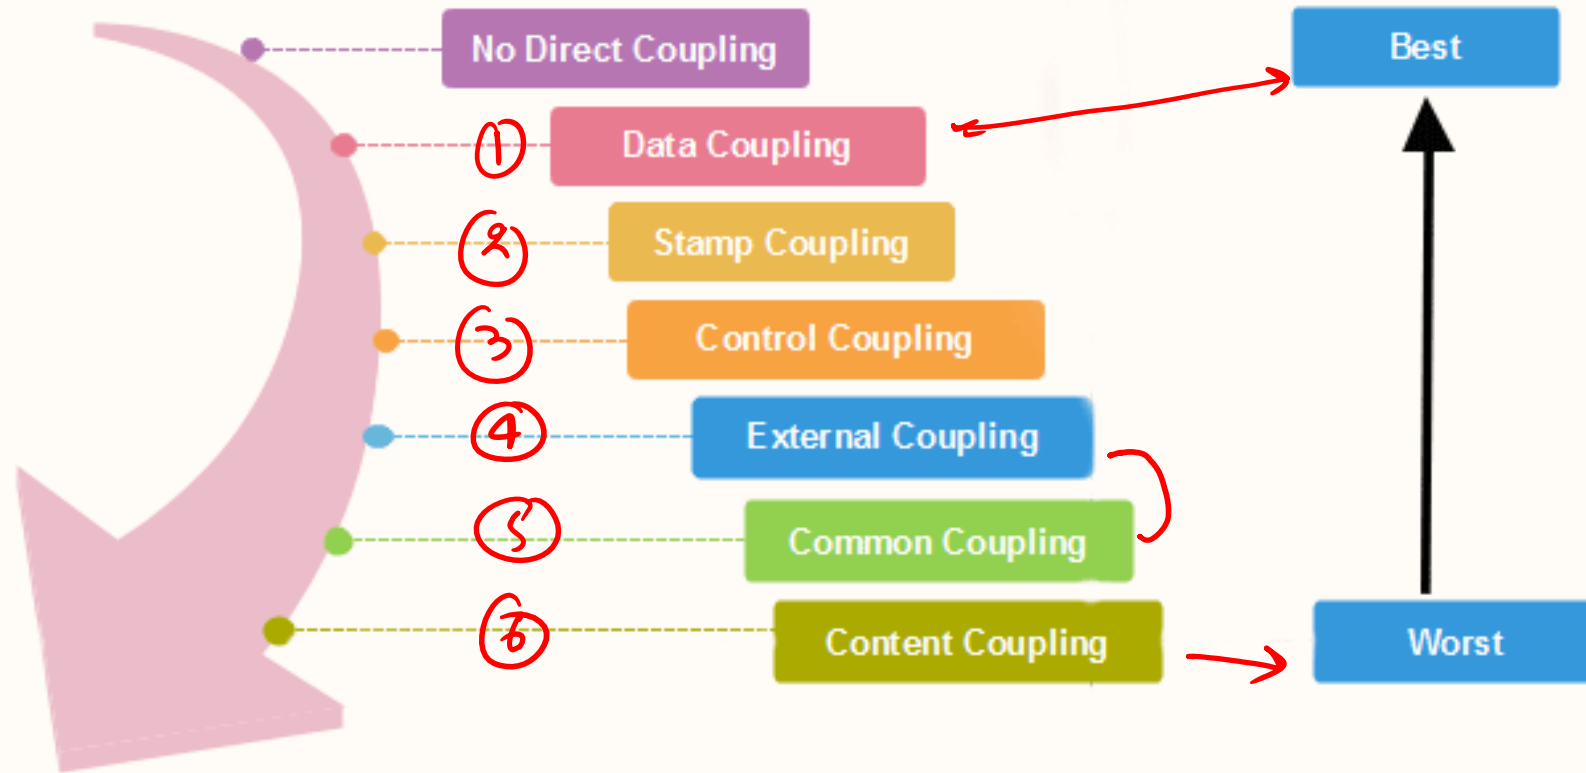 No Direct Coupling
Best
1 Data Coupling
2 Stamp Coupling
3 Control Coupling
4 External Coupling
5 Common Coupling
6 Content Coupling
Worst